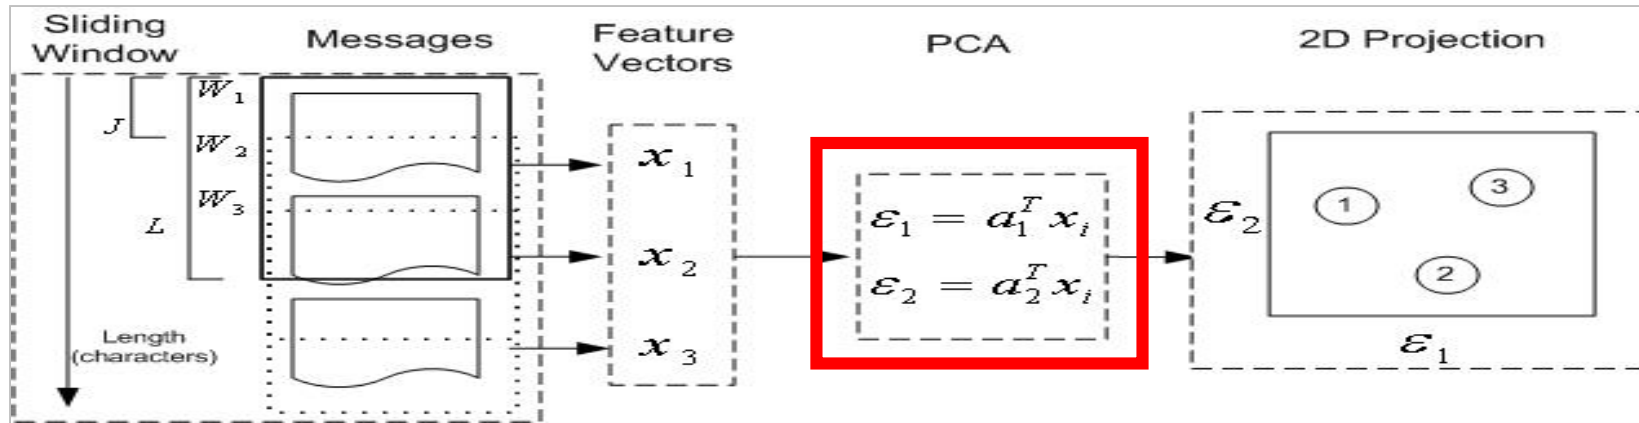 Sliding
Window
Messages
Feature
Vectors
PCA
2D Projection
W₁
J
W₂
W₃
L
Length
(characters)
x₁
x₂
x₃
ε₁ = a₁ᵀ xᵢ
ε₂ = a₂ᵀ xᵢ
ε₂
1
3
2
ε₁